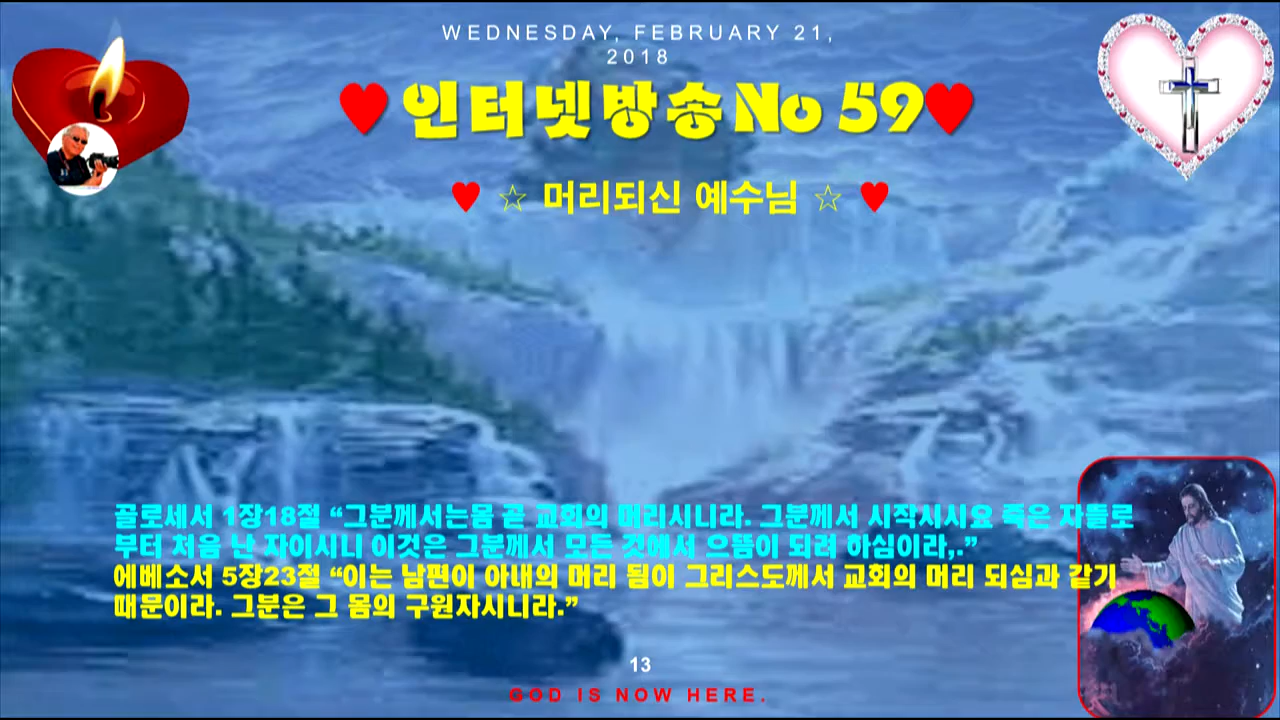 WEDNESDAY, FEBRUARY 21,
2018
♥인터넷방송No 59♥
♥ ☆ 머리되신 예수님 ☆ ♥
골로세서 1장18절 “그분께서는몸 곧 교회의 머리시니라. 그분께서 시작시시요 죽은 자들로
부터 처음 난 자이시니 이것은 그분께서 모든 것에서 으뜸이 되려 하심이라,.”
에베소서 5장23절 “이는 남편이 아내의 머리 됨이 그리스도께서 교회의 머리 되심과 같기
때문이라. 그분은 그 몸의 구원자시니라.”
13
GOD IS NOW HERE.